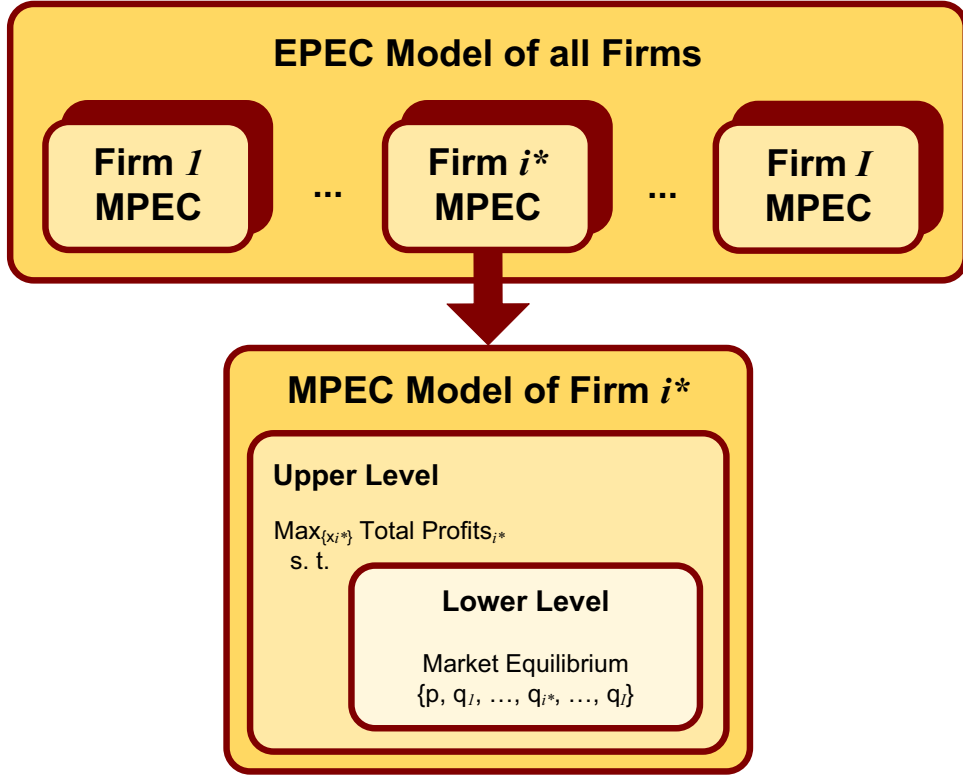 EPEC Model of all Firms
Firm 1
MPEC
...
Firm i*
MPEC
...
Firm I
MPEC
MPEC Model of Firm i*
Upper Level
Max{xi*} Total Profitsi*
s. t.
Lower Level
Market Equilibrium
{p, q1, …, qi*, …, qI}